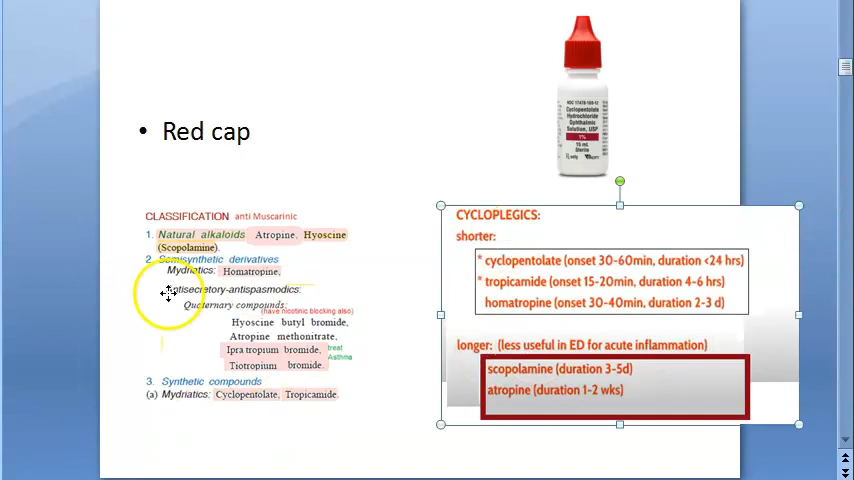 • Red cap
NDC 17478-100-12
Cyclopentolate
Hydrochloride
Ophthalmic
Solution, USP
1%
15 mL
Sterile
CLASSIFICATION anti Muscarinic
1. Natural alkaloids Atropine, Hyoscine
(Scopolamine).
2. Semisynthetic derivatives
Mydriatics: Homatropine,
Antisecretory-antispasmodics:
Quaternary compounds:
(have nicotinic blocking also)
Hyoscine butyl bromide,
Atropine methonitrate,
Ipra tropium bromide, treat
Asthma
Tiotropium bromide.
3. Synthetic compounds
(a) Mydriatics: Cyclopentolate, Tropicamide.
CYCLOPLEGICS:
shorter:
* cyclopentolate (onset 30-60min, duration <24 hrs)
* tropicamide (onset 15-20min, duration 4-6 hrs)
homatropine (onset 30-40min, duration 2-3 d)
longer: (less useful in ED for acute inflammation)
scopolamine (duration 3-5d)
atropine (duration 1-2 wks)